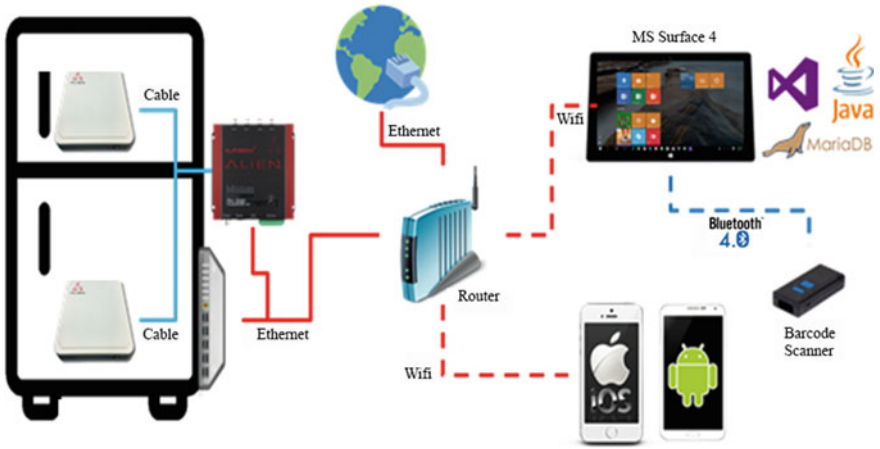 MS Surface 4
Cable
ALIEN
Ethernet
Wifi
Java
MariaDB
Bluetooth
4.0
Router
Cable
Ethernet
Wifi
iOS
Barcode
Scanner